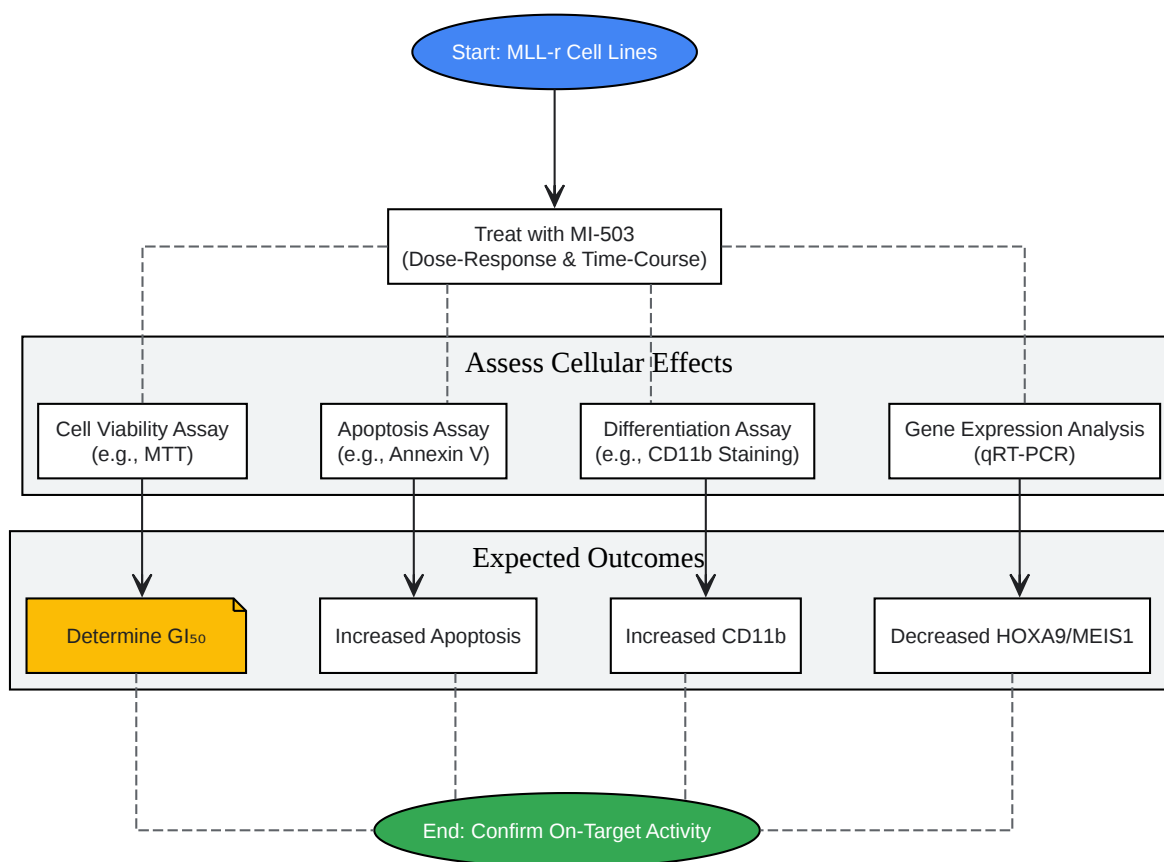 Start: MLL-r Cell Lines
Treat with MI-503
(Dose-Response & Time-Course)
Assess Cellular Effects
Cell Viability Assay
(e.g., MTT)
Apoptosis Assay
(e.g., Annexin V)
Differentiation Assay
(e.g., CD11b Staining)
Gene Expression Analysis
(qRT-PCR)
Expected Outcomes
Determine GI₅₀
Increased Apoptosis
Increased CD11b
Decreased HOXA9/MEIS1
End: Confirm On-Target Activity